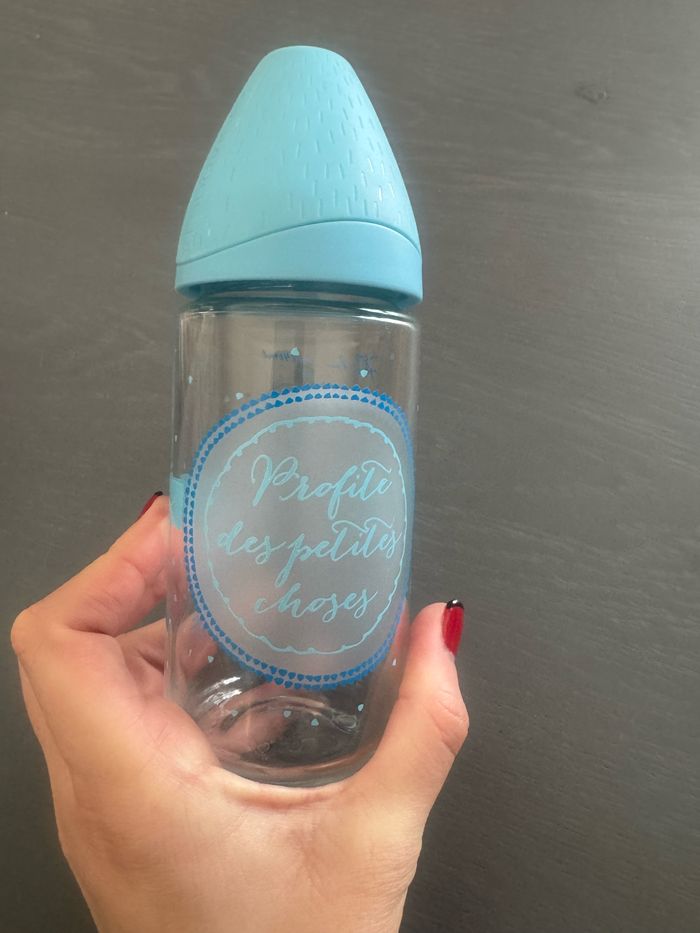 Profite
des petites
choses